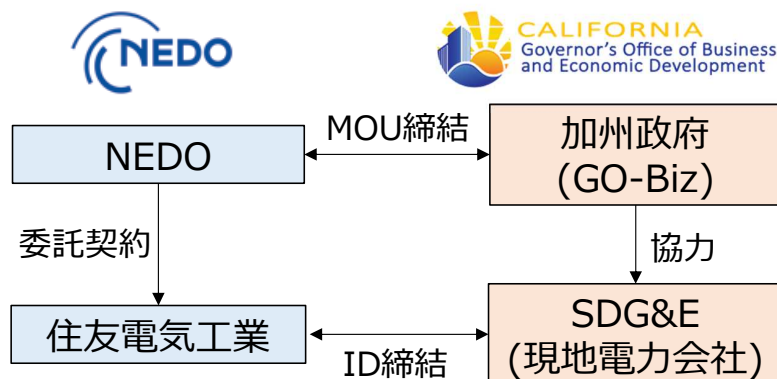 NEDO
CALIFORNIA
Governor's Office of Business
and Economic Development
NEDO
MOU締結
加州政府
(GO-Biz)
委託契約
協力
住友電気工業
ID締結
SDG&E
(現地電力会社)